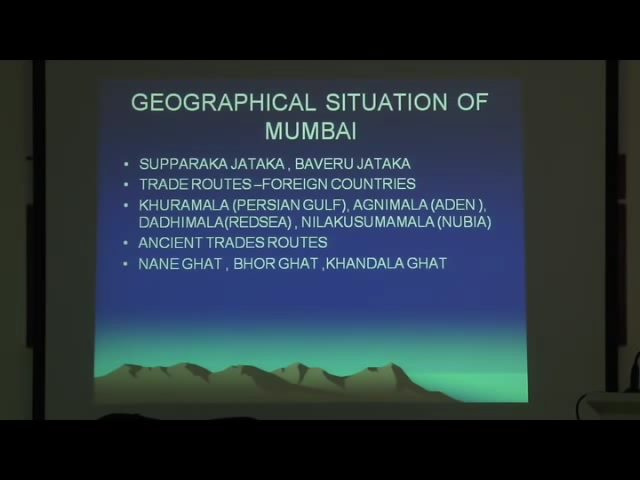 GEOGRAPHICAL SITUATION OF
MUMBAI
• SUPPARAKA JATAKA , BAVERU JATAKA
• TRADE ROUTES –FOREIGN COUNTRIES
• KHURAMALA (PERSIAN GULF), AGNIMALA (ADEN ),
DADHIMALA(REDSEA) , NILAKUSUMAMALA (NUBIA)
• ANCIENT TRADES ROUTES
• NANE GHAT , BHOR GHAT ,KHANDALA GHAT